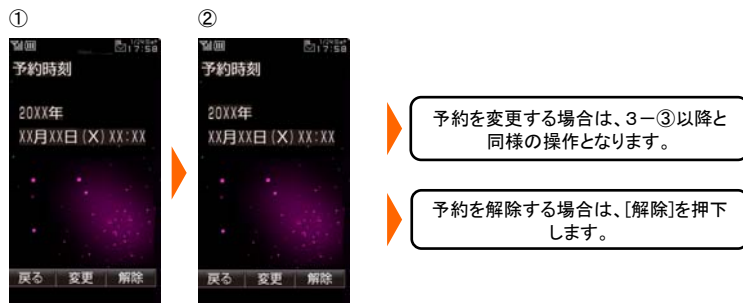 ①
17:58
予約時刻
20XX年
XX月XX日(X) XX:XX
戻る 変更 解除
②
17:58
予約時刻
20XX年
XX月XX日(X) XX:XX
戻る 変更 解除
予約を変更する場合は、3－③以降と
同様の操作となります。
予約を解除する場合は、[解除]を押下
します。